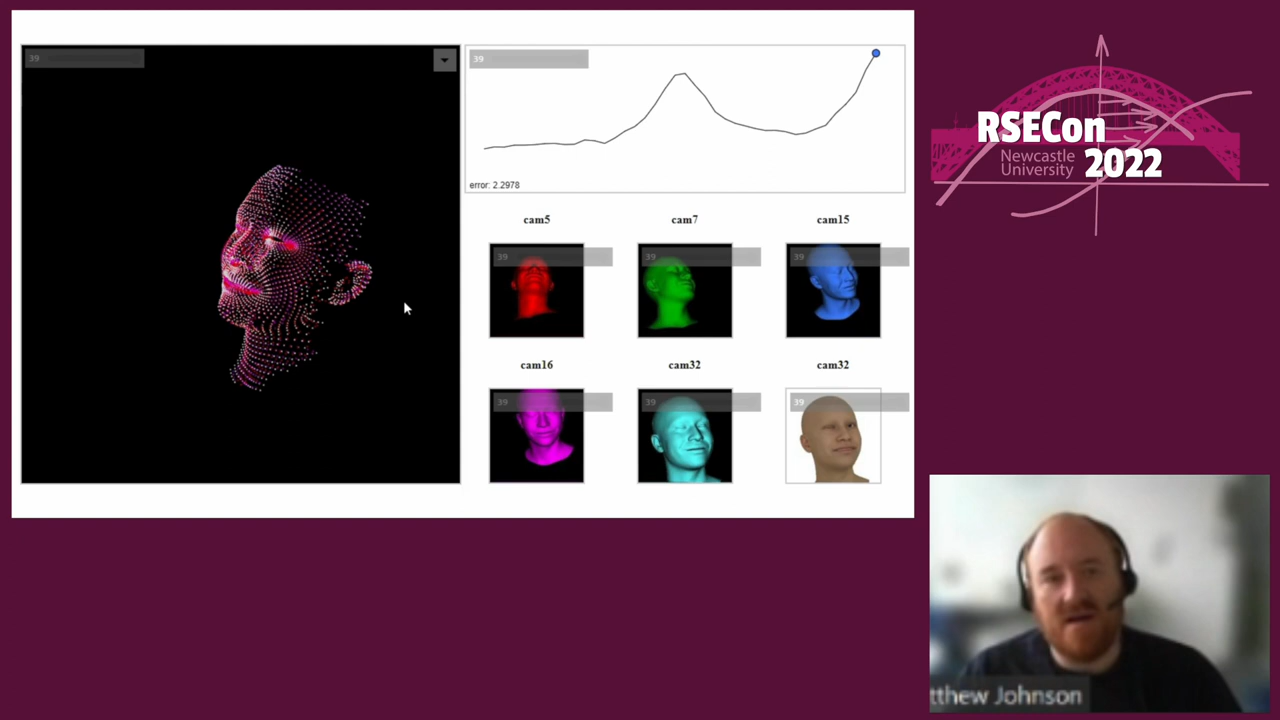 39
39
error: 2.2978
cam5
cam7
cam15
39
39
39
cam16
cam32
cam32
39
39
39
RSECon
Newcastle
University
2022
tthew Johnson